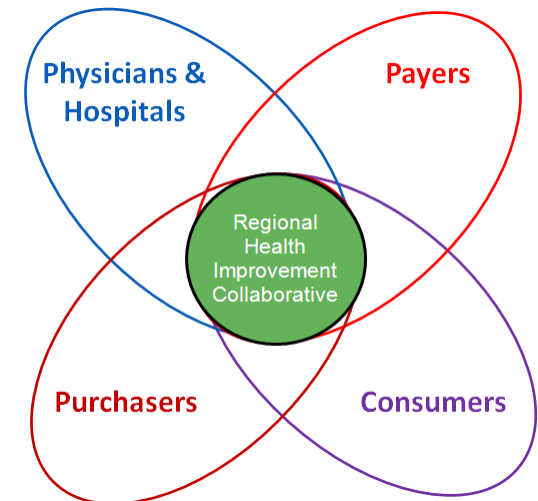 Physicians &
Hospitals
Payers
Regional
Health
Improvement
Collaborative
Purchasers
Consumers